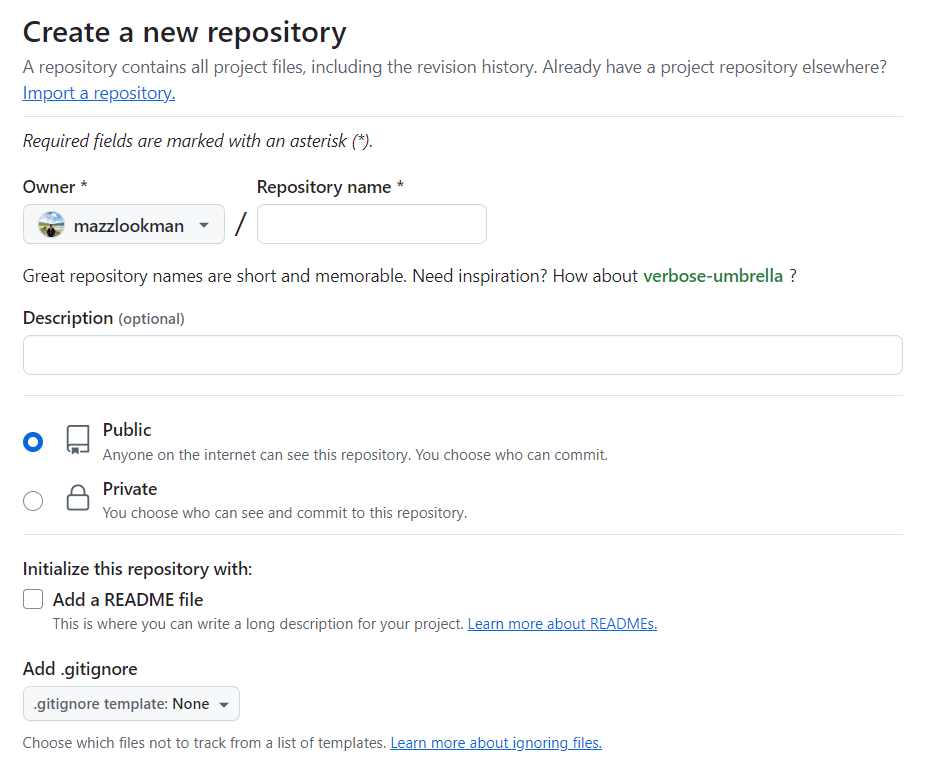 Create a new repository
A repository contains all project files, including the revision history. Already have a project repository elsewhere?
Import a repository.
Required fields are marked with an asterisk (*).
Owner * Repository name *
mazzlookman /
Great repository names are short and memorable. Need inspiration? How about verbose-umbrella ?
Description (optional)
Public
Anyone on the internet can see this repository. You choose who can commit.
Private
You choose who can see and commit to this repository.
Initialize this repository with:
Add a README file
This is where you can write a long description for your project. Learn more about READMEs.
Add .gitignore
.gitignore template: None
Choose which files not to track from a list of templates. Learn more about ignoring files.